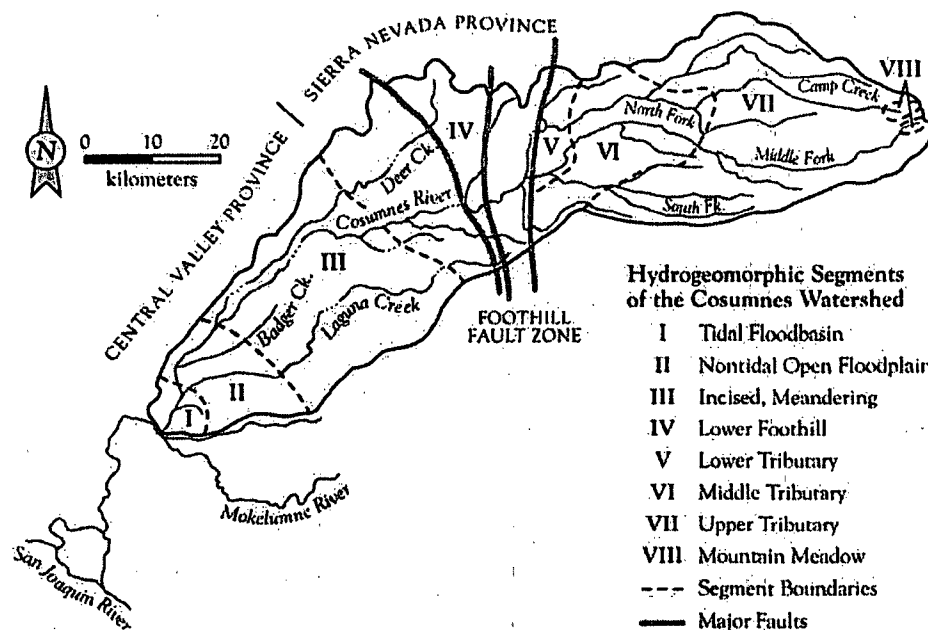 SIERRA NEVADA PROVINCE
CENTRAL VALLEY PROVINCE
N
0 10 20
kilometers
VIII
Camp Creek
VII
North Fork
IV
V
VI
Middle Fork
Deer Ck.
South Fk.
Cosumnes River
III
Badger Ck.
Laguna Creek
FOOTHILL
FAULT ZONE
II
I
Mokelumne River
San Joaquin River
Hydrogeomorphic Segments
of the Cosumnes Watershed
I Tidal Floodbasin
II Nontidal Open Floodplain
III Incised, Meandering
IV Lower Foothill
V Lower Tributary
VI Middle Tributary
VII Upper Tributary
VIII Mountain Meadow
Segment Boundaries
Major Faults